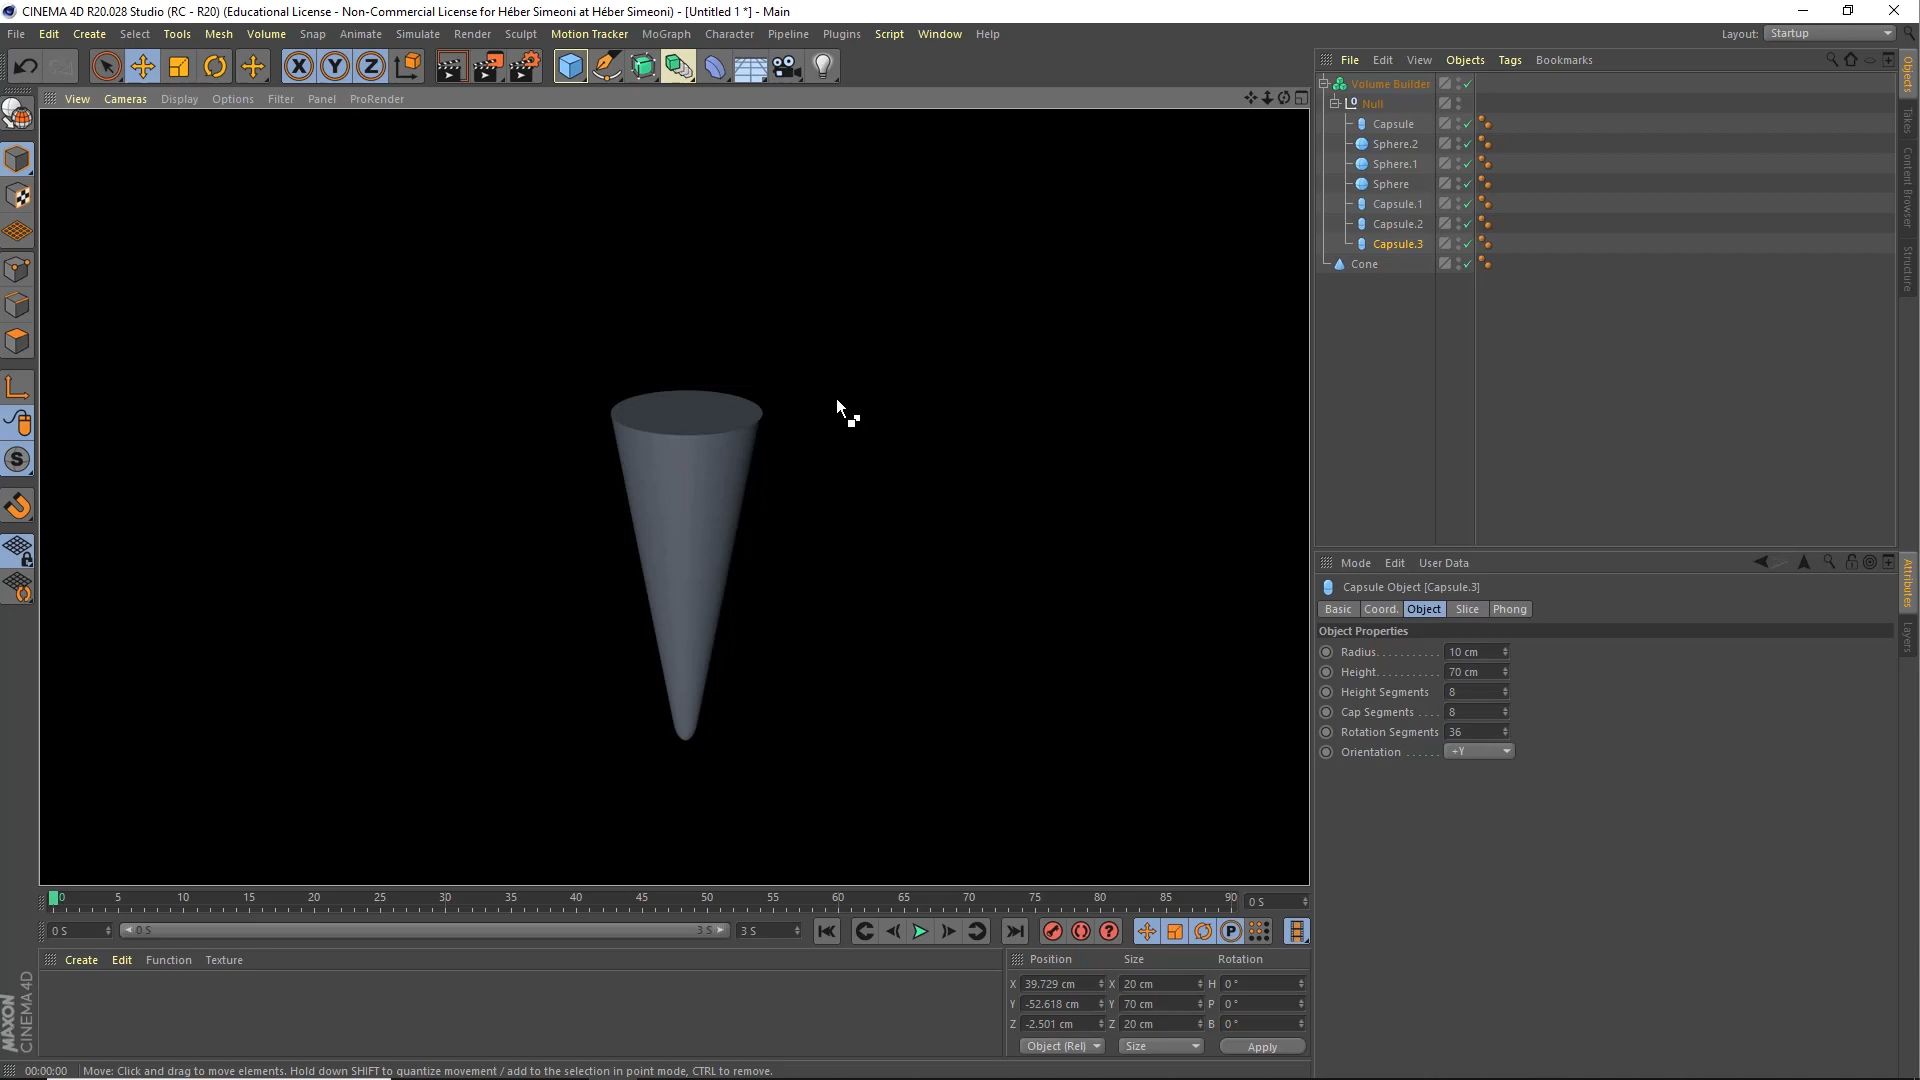 CINEMA 4D R20.028 Studio (RC - R20) (Educational License - Non-Commercial License for Héber Simeoni at Héber Simeoni) - [Untitled 1 *] - Main
File Edit Create Select Tools Mesh Volume Snap Animate Simulate Render Sculpt Motion Tracker MoGraph Character Pipeline Plugins Script Window Help
Layout: Startup
X Y Z
View Cameras Display Options Filter Panel ProRender
File Edit View Objects Tags Bookmarks
Volume Builder
Null
Capsule
Sphere.2
Sphere.1
Sphere
Capsule.1
Capsule.2
Capsule.3
Cone
Objects
Takes
Content Browser
Structure
Mode Edit User Data
Capsule Object [Capsule.3]
Basic Coord. Object Slice Phong
Object Properties
Radius. . . . . . . . . . . 10 cm
Height. . . . . . . . . . . 70 cm
Height Segments 8
Cap Segments . . . . 8
Rotation Segments 36
Orientation . . . . . . +Y
Attributes
Layers
0 5 10 15 20 25 30 35 40 45 50 55 60 65 70 75 80 85 90 0 S
0 S 0 S 3 S 3 S
Create Edit Function Texture
Position Size Rotation
X 39.729 cm X 20 cm H 0 °
Y -52.618 cm Y 70 cm P 0 °
Z -2.501 cm Z 20 cm B 0 °
Object (Rel) Size Apply
MAXON
CINEMA 4D
00:00:00 Move: Click and drag to move elements. Hold down SHIFT to quantize movement / add to the selection in point mode, CTRL to remove.